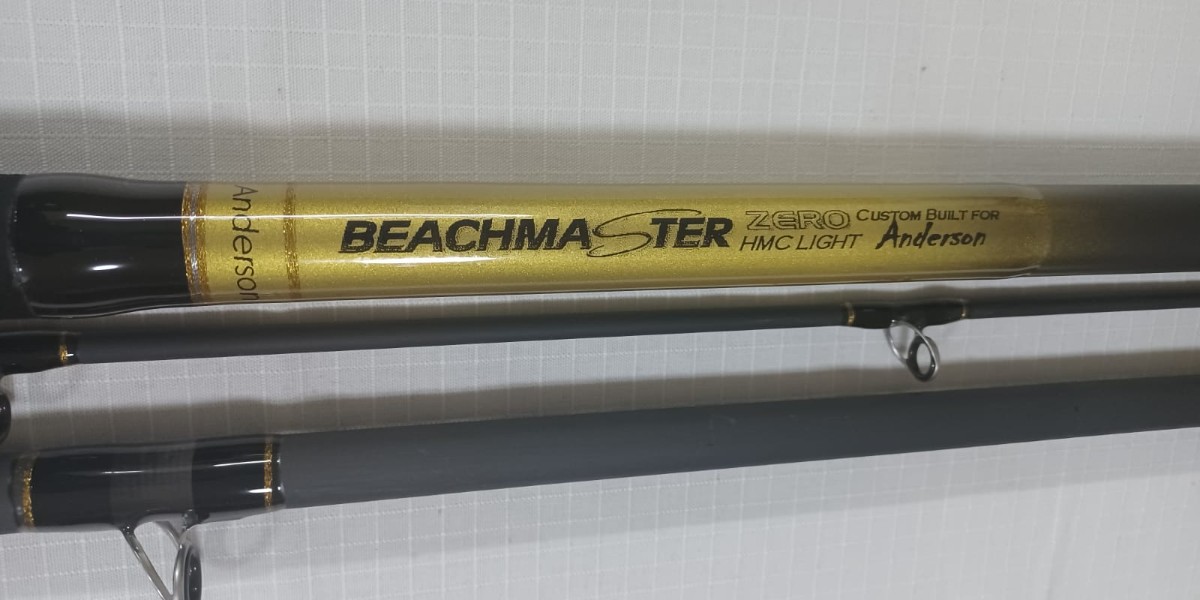 Anderson
BEACHMASTER ZERO CUSTOM BUILT FOR
HMC LIGHT Anderson